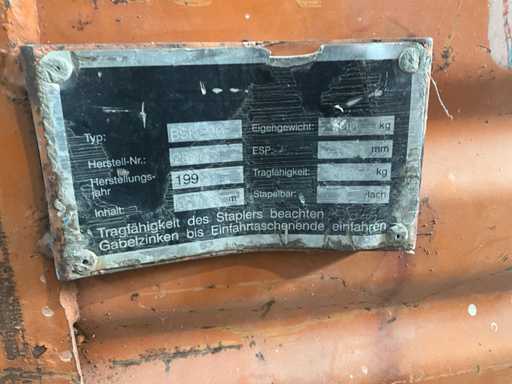 Typ: BSK
Eigengewicht: kg
Herstell-Nr.:
ESP: mm
Herstellungs-
jahr 199
Tragfähigkeit: kg
Inhalt:
Stapelbar: fach
Tragfähigkeit des Staplers beachten
Gabelzinken bis Einfahrtaschenende einfahren